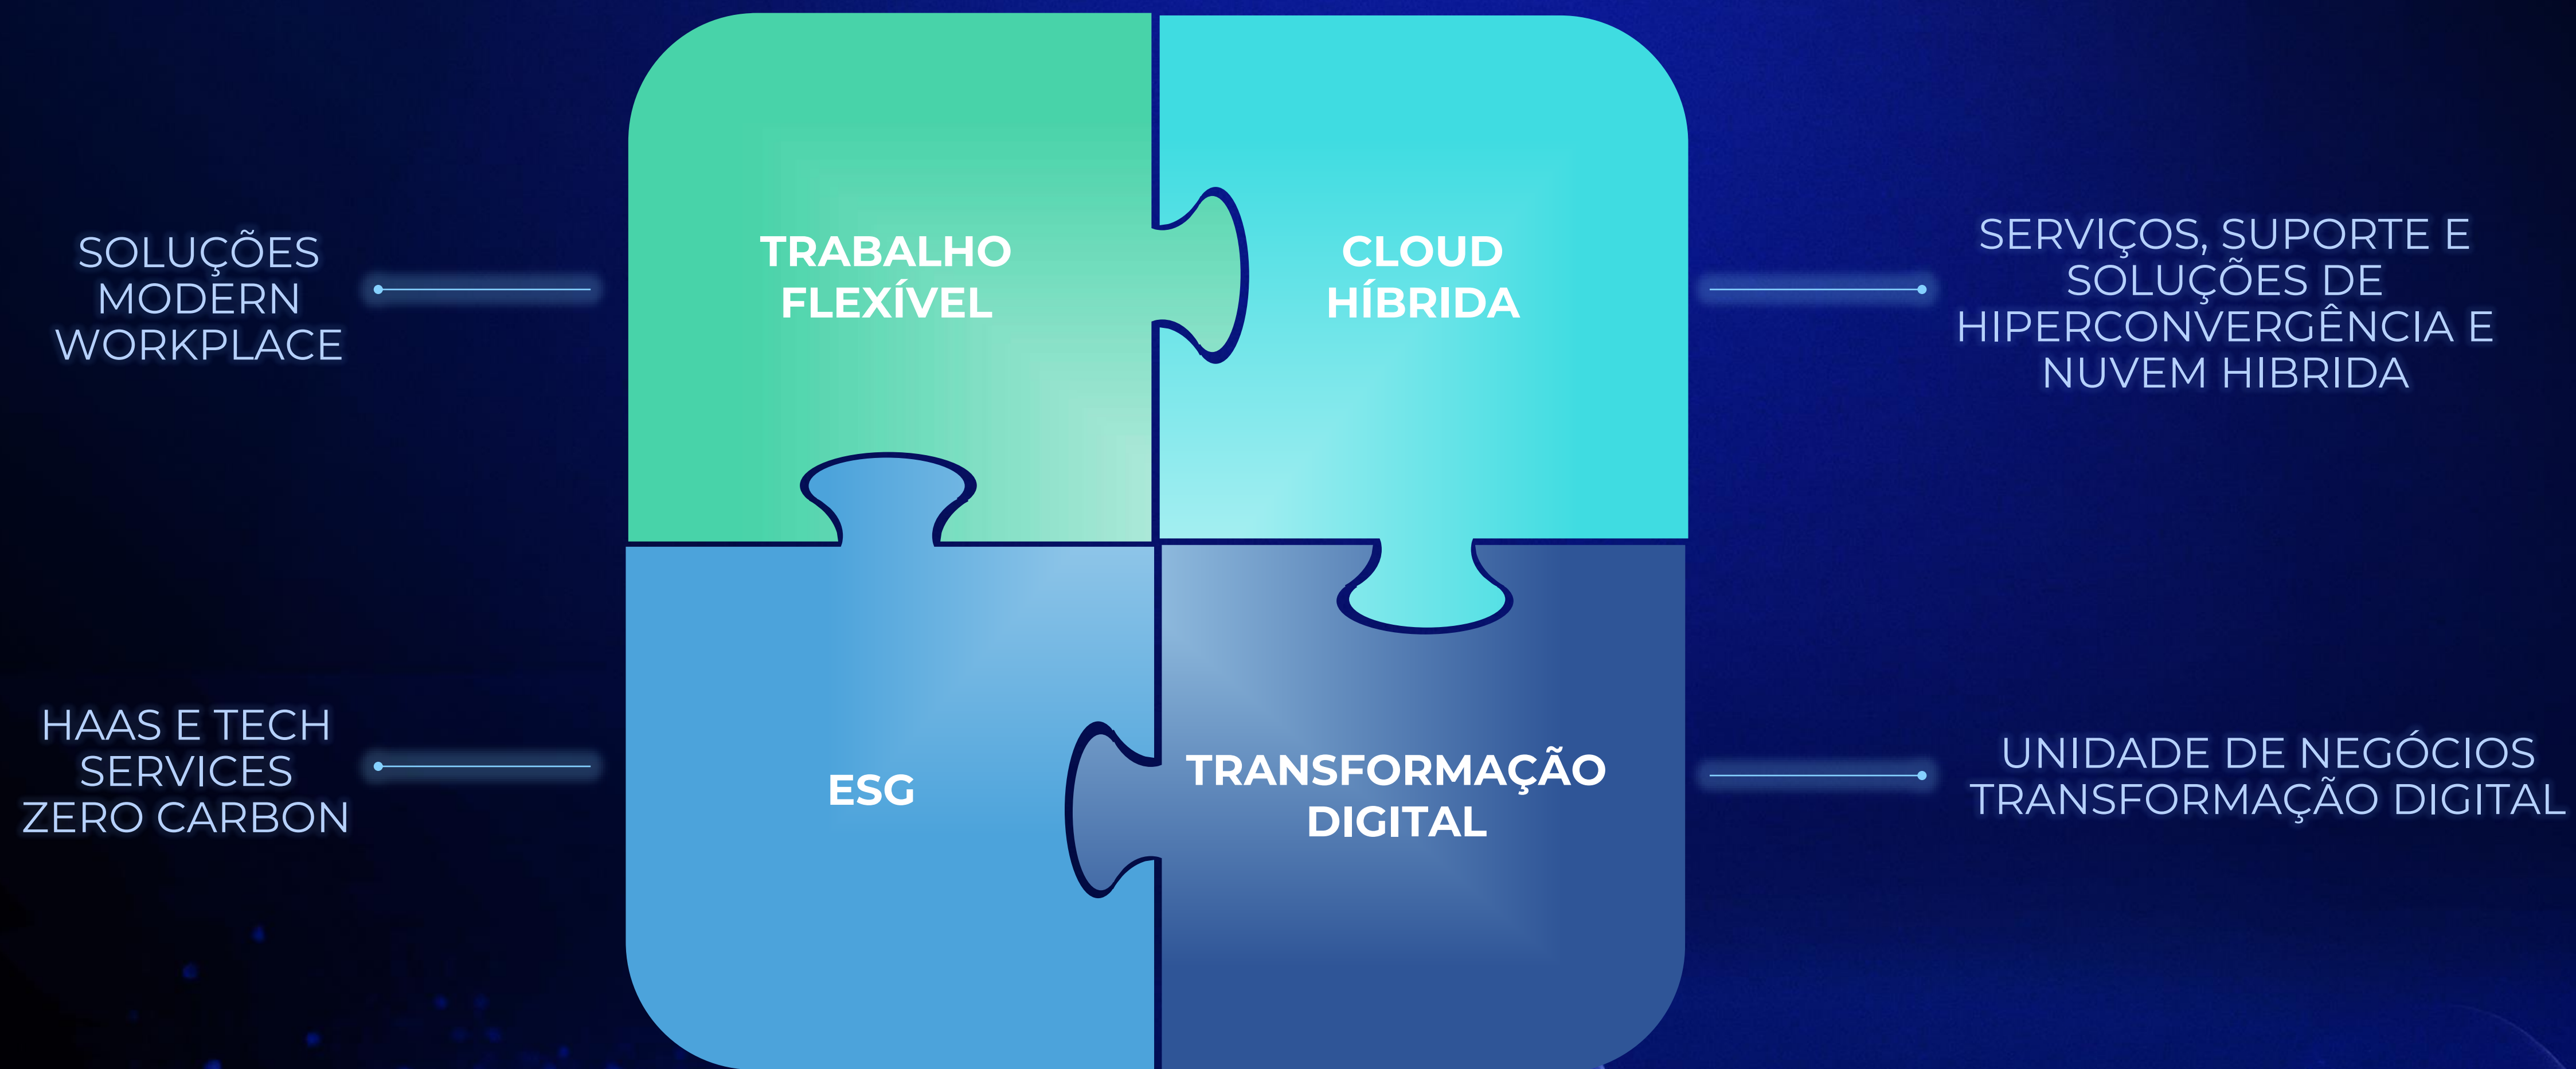 SOLUÇÕES
MODERN
WORKPLACE
TRABALHO
FLEXÍVEL
CLOUD
HÍBRIDA
SERVIÇOS, SUPORTE E
SOLUÇÕES DE
HIPERCONVERGÊNCIA E
NUVEM HIBRIDA
HAAS E TECH
SERVICES
ZERO CARBON
ESG
TRANSFORMAÇÃO
DIGITAL
UNIDADE DE NEGÓCIOS
TRANSFORMAÇÃO DIGITAL